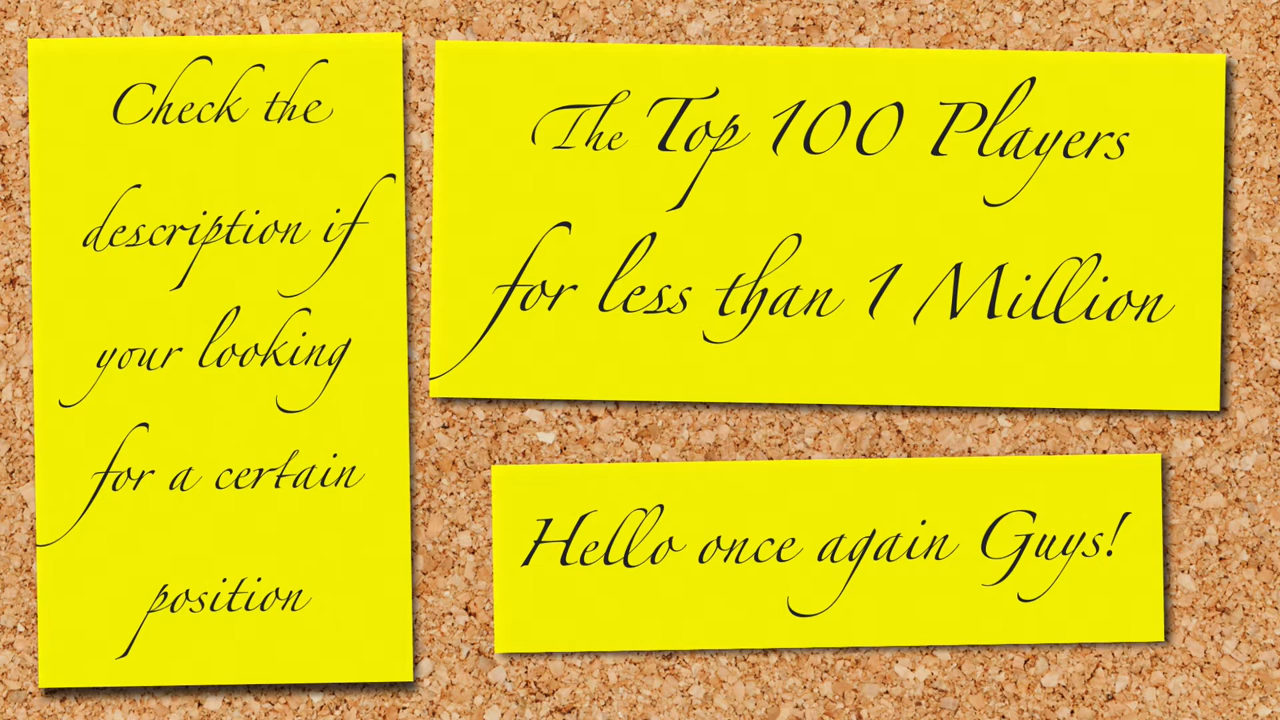 Check the
description if
your looking
for a certain
position
The Top 100 Players
for less than 1 Million
Hello once again Guys!